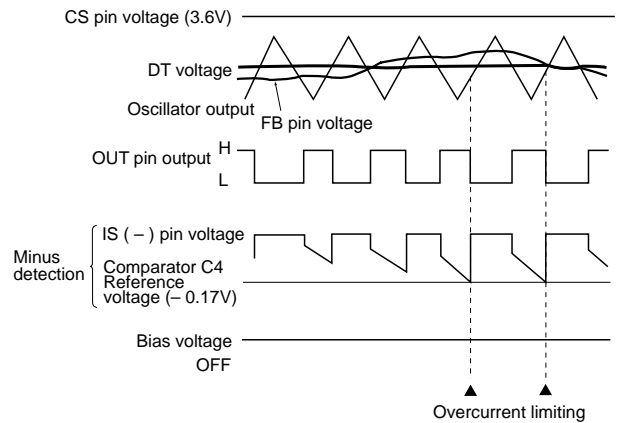 CS pin voltage (3.6V)
DT voltage
Oscillator output
FB pin voltage
OUT pin output
H
L
Minus
detection
IS ( – ) pin voltage
Comparator C4
Reference
voltage (– 0.17V)
Bias voltage
OFF
Overcurrent limiting